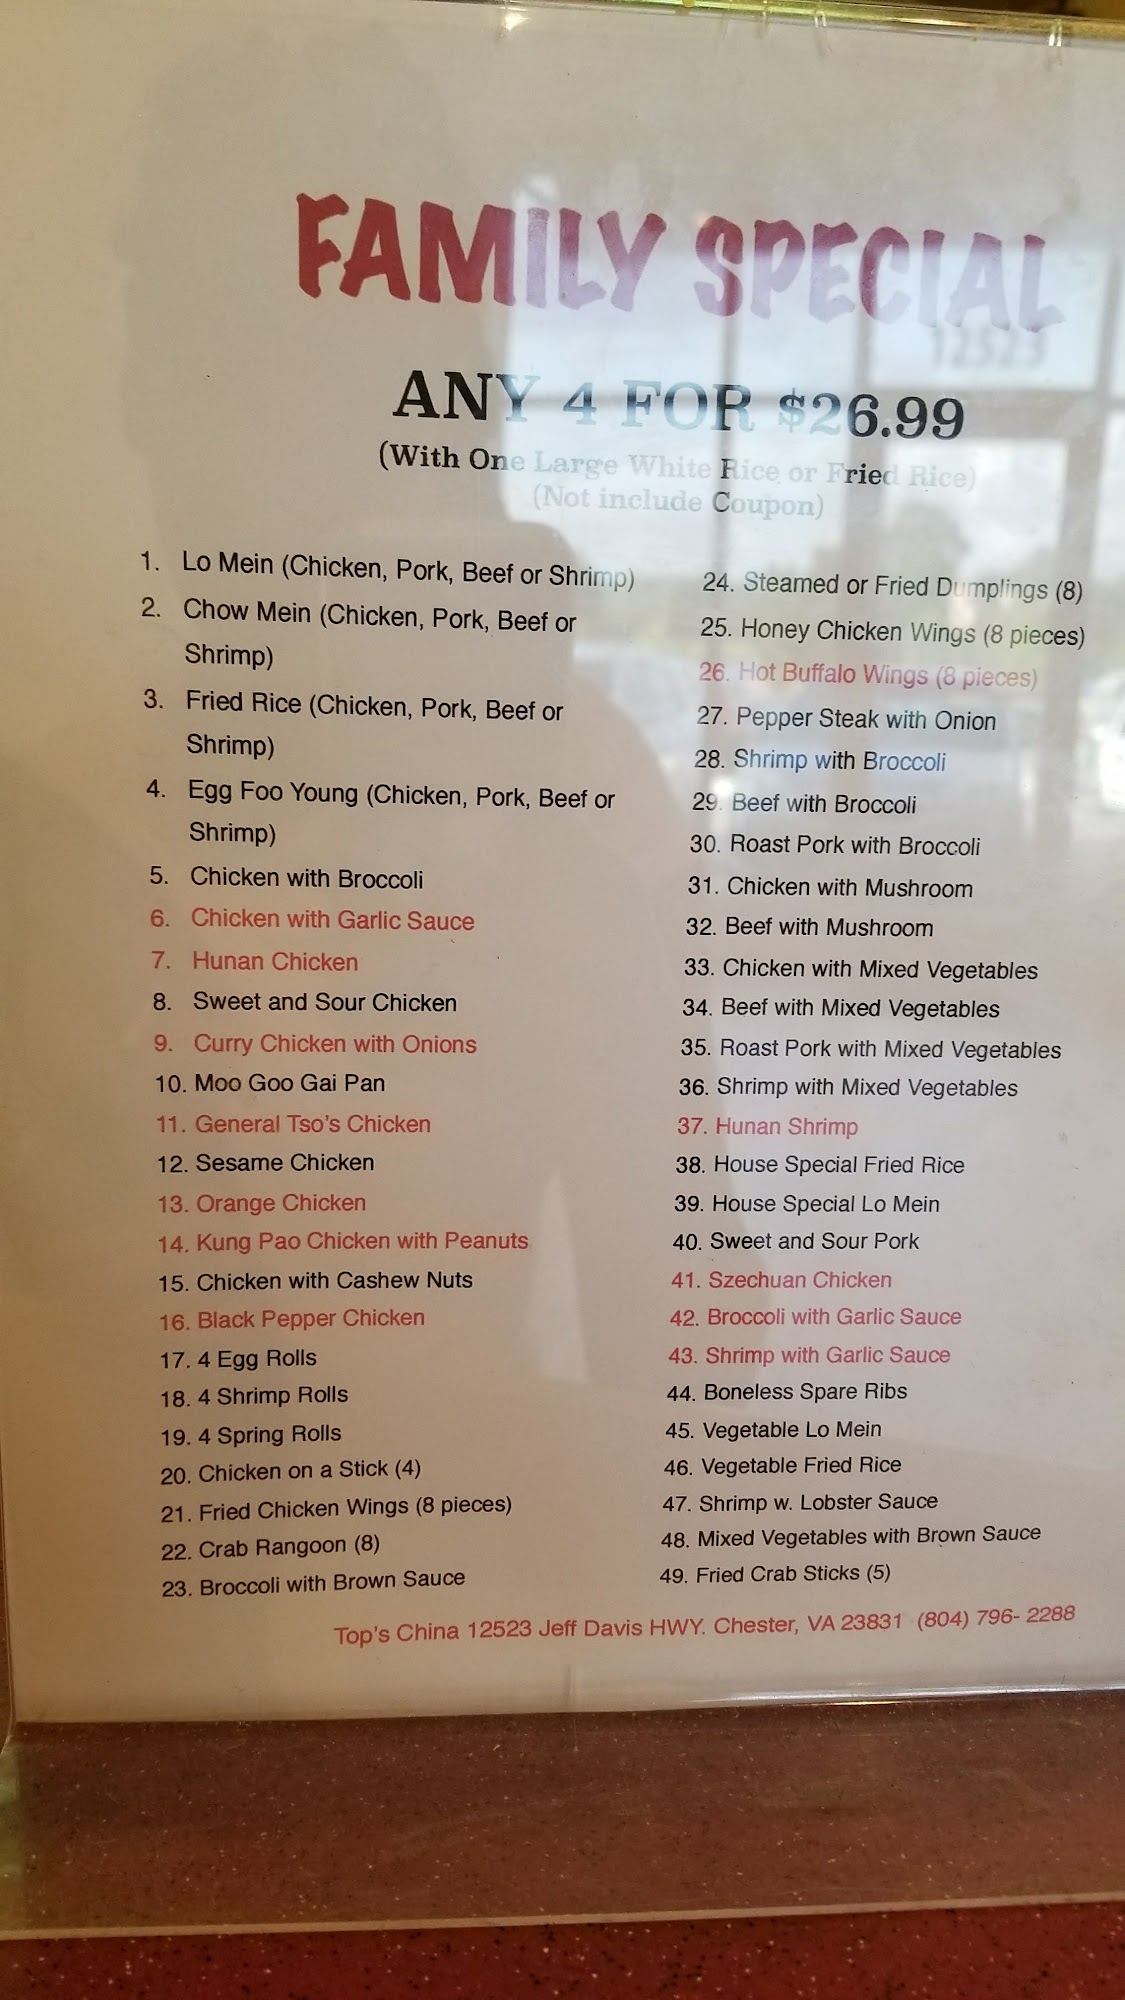 FAMILY SPECIAL
12523
ANY 4 FOR $26.99
(With One Large White Rice or Fried Rice)
(Not include Coupon)
1. Lo Mein (Chicken, Pork, Beef or Shrimp)
2. Chow Mein (Chicken, Pork, Beef or
Shrimp)
3. Fried Rice (Chicken, Pork, Beef or
Shrimp)
4. Egg Foo Young (Chicken, Pork, Beef or
Shrimp)
5. Chicken with Broccoli
6. Chicken with Garlic Sauce
7. Hunan Chicken
8. Sweet and Sour Chicken
9. Curry Chicken with Onions
10. Moo Goo Gai Pan
11. General Tso's Chicken
12. Sesame Chicken
13. Orange Chicken
14. Kung Pao Chicken with Peanuts
15. Chicken with Cashew Nuts
16. Black Pepper Chicken
17. 4 Egg Rolls
18. 4 Shrimp Rolls
19. 4 Spring Rolls
20. Chicken on a Stick (4)
21. Fried Chicken Wings (8 pieces)
22. Crab Rangoon (8)
23. Broccoli with Brown Sauce
24. Steamed or Fried Dumplings (8)
25. Honey Chicken Wings (8 pieces)
26. Hot Buffalo Wings (8 pieces)
27. Pepper Steak with Onion
28. Shrimp with Broccoli
29. Beef with Broccoli
30. Roast Pork with Broccoli
31. Chicken with Mushroom
32. Beef with Mushroom
33. Chicken with Mixed Vegetables
34. Beef with Mixed Vegetables
35. Roast Pork with Mixed Vegetables
36. Shrimp with Mixed Vegetables
37. Hunan Shrimp
38. House Special Fried Rice
39. House Special Lo Mein
40. Sweet and Sour Pork
41. Szechuan Chicken
42. Broccoli with Garlic Sauce
43. Shrimp with Garlic Sauce
44. Boneless Spare Ribs
45. Vegetable Lo Mein
46. Vegetable Fried Rice
47. Shrimp w. Lobster Sauce
48. Mixed Vegetables with Brown Sauce
49. Fried Crab Sticks (5)
Top's China 12523 Jeff Davis HWY. Chester, VA 23831 (804) 796- 2288